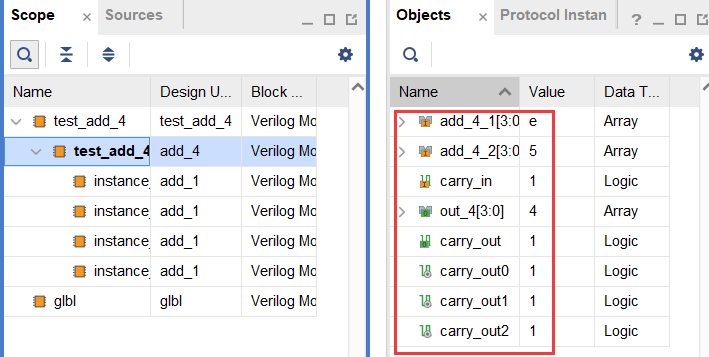 Scope Sources
Name Design U... Block ...
test_add_4 test_add_4 Verilog Mo
test_add_4 add_4 Verilog Mo
instance_ add_1 Verilog Mo
instance_ add_1 Verilog Mo
instance_ add_1 Verilog Mo
instance_ add_1 Verilog Mo
glbl glbl Verilog Mo
Objects Protocol Instan
Name Value Data T...
add_4_1[3:0] e Array
add_4_2[3:0 5 Array
carry_in 1 Logic
out_4[3:0] 4 Array
carry_out 1 Logic
carry_out0 1 Logic
carry_out1 1 Logic
carry_out2 1 Logic